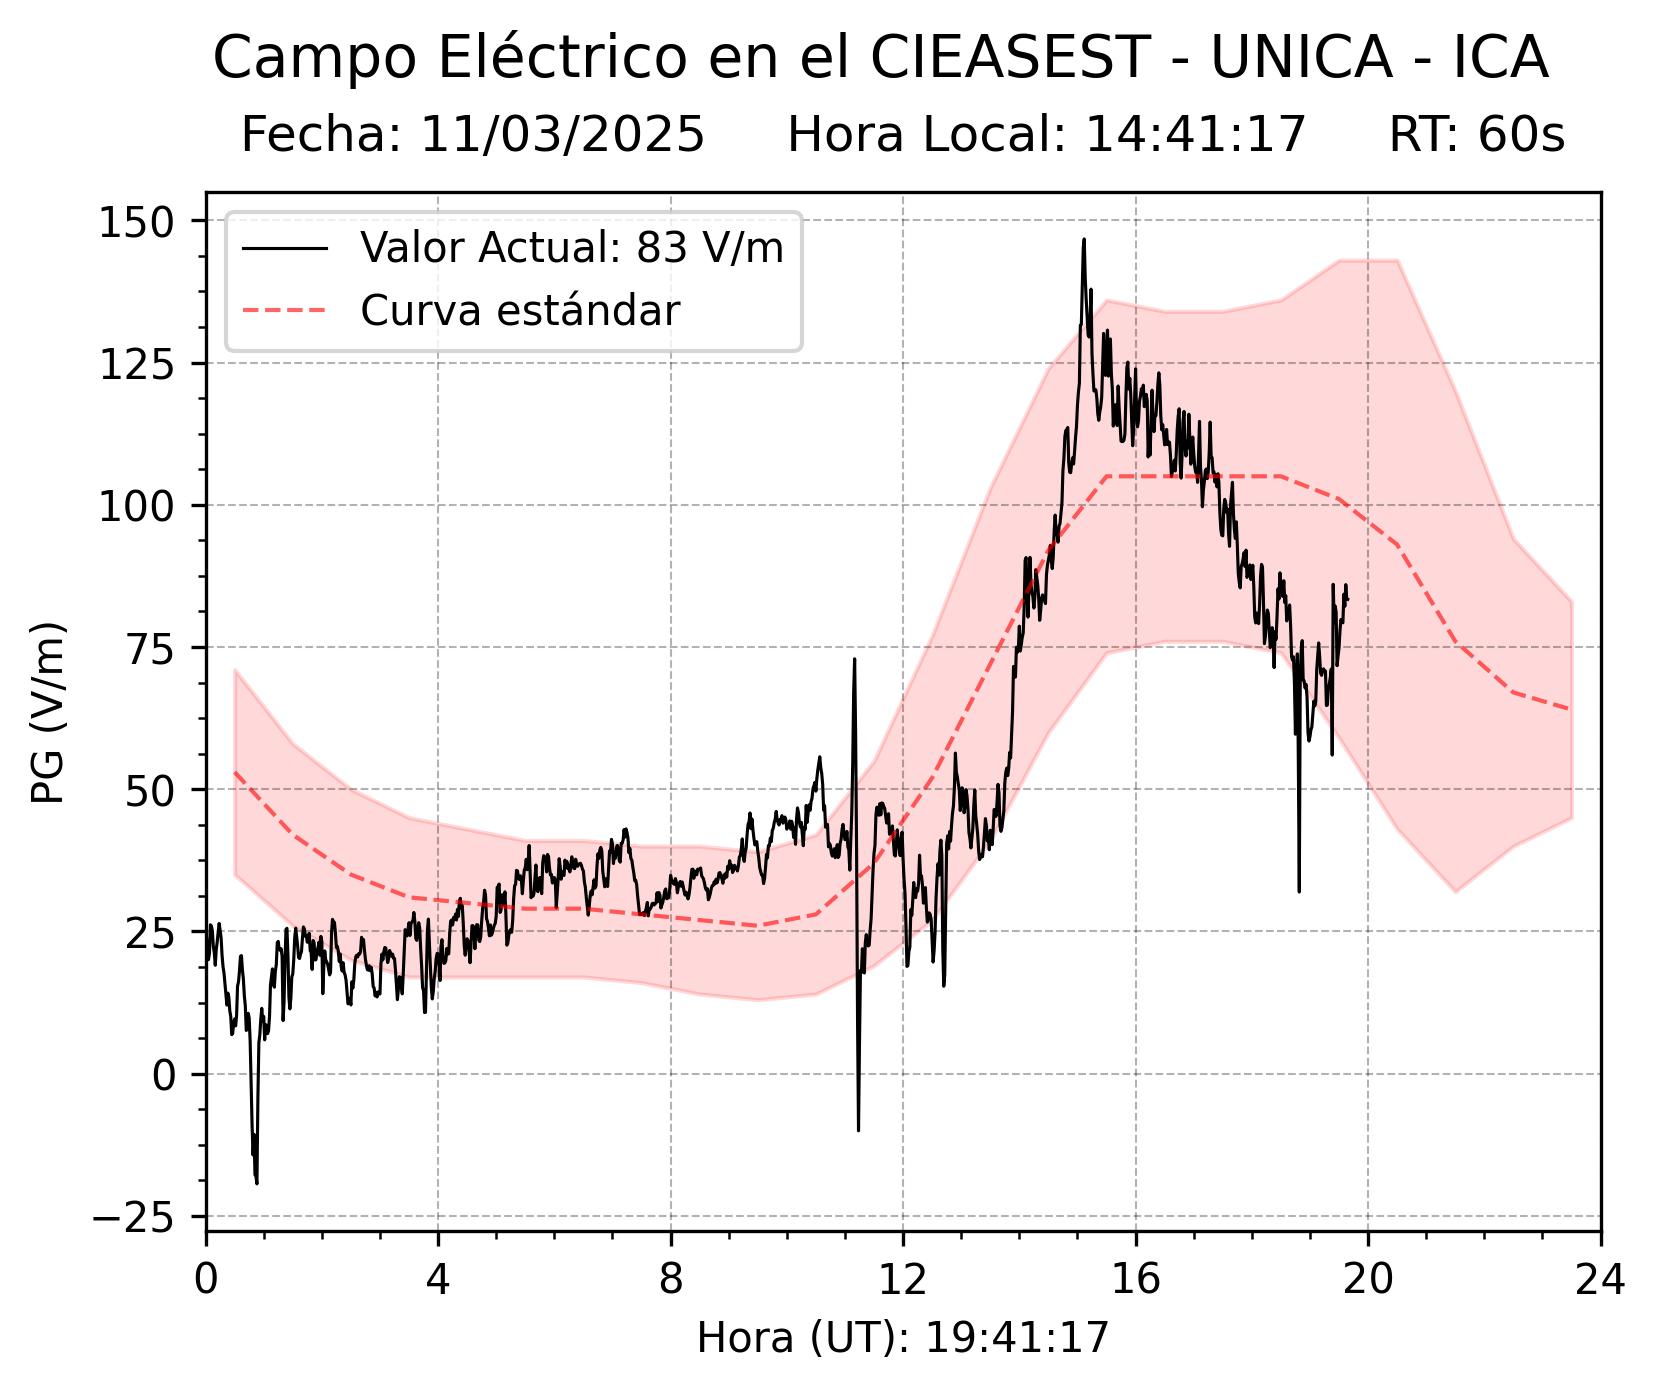 Campo Eléctrico en el CIEASEST - UNICA - ICA
Fecha: 11/03/2025 Hora Local: 14:41:17 RT: 60s
Valor Actual: 83 V/m
Curva estándar
PG (V/m)
150
125
100
75
50
25
0
−25
0 4 8 12 16 20 24
Hora (UT): 19:41:17